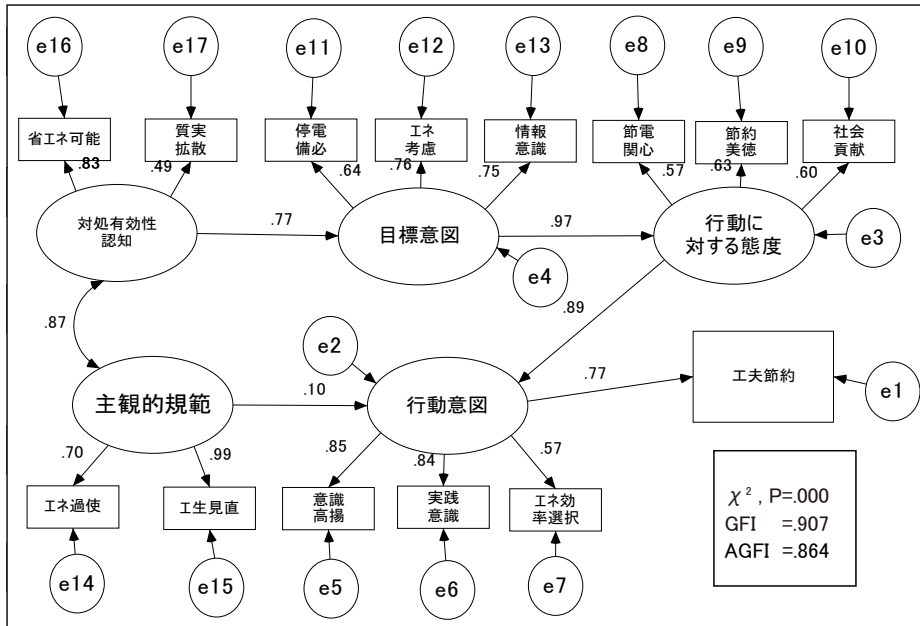 e16
e17
e11
e12
e13
e8
e9
e10
省エネ可能
質実
拡散
停電
備必
エネ
考慮
情報
意識
節電
関心
節約
美徳
社会
貢献
.83
.49
.64
.76
.75
.57
.63
.60
対処有効性
認知
.77
目標意図
.97
行動に
対する態度
e3
e4
.87
.89
e2
主観的規範
.10
行動意図
.77
工夫節約
e1
.70
.99
.85
.84
.57
エネ過使
エ生見直
意識
高揚
実践
意識
エネ効
率選択
e14
e15
e5
e6
e7
χ², P=.000
GFI =.907
AGFI =.864